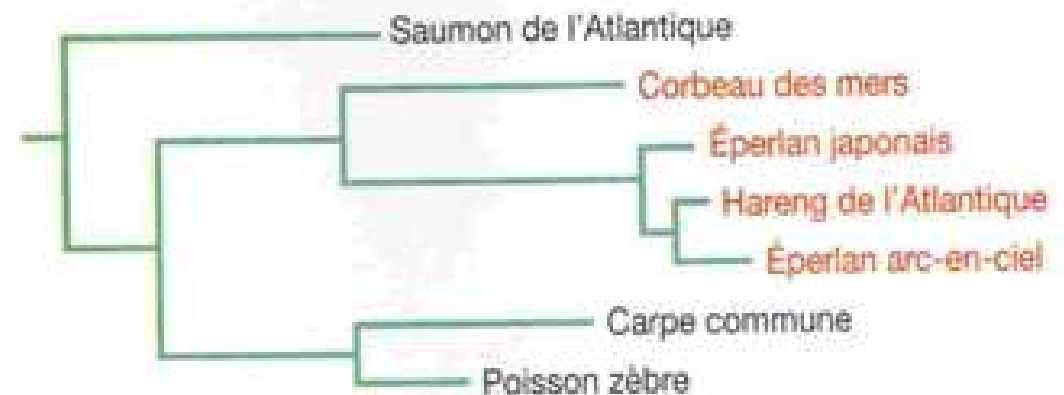 Saumon de l'Atlantique
Corbeau des mers
Éperlan japonais
Hareng de l'Atlantique
Éperlan arc-en-ciel
Carpe commune
Poisson zèbre